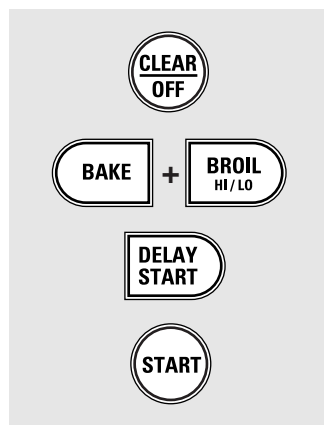 CLEAR
OFF
BAKE + BROIL
HI / LO
DELAY
START
START